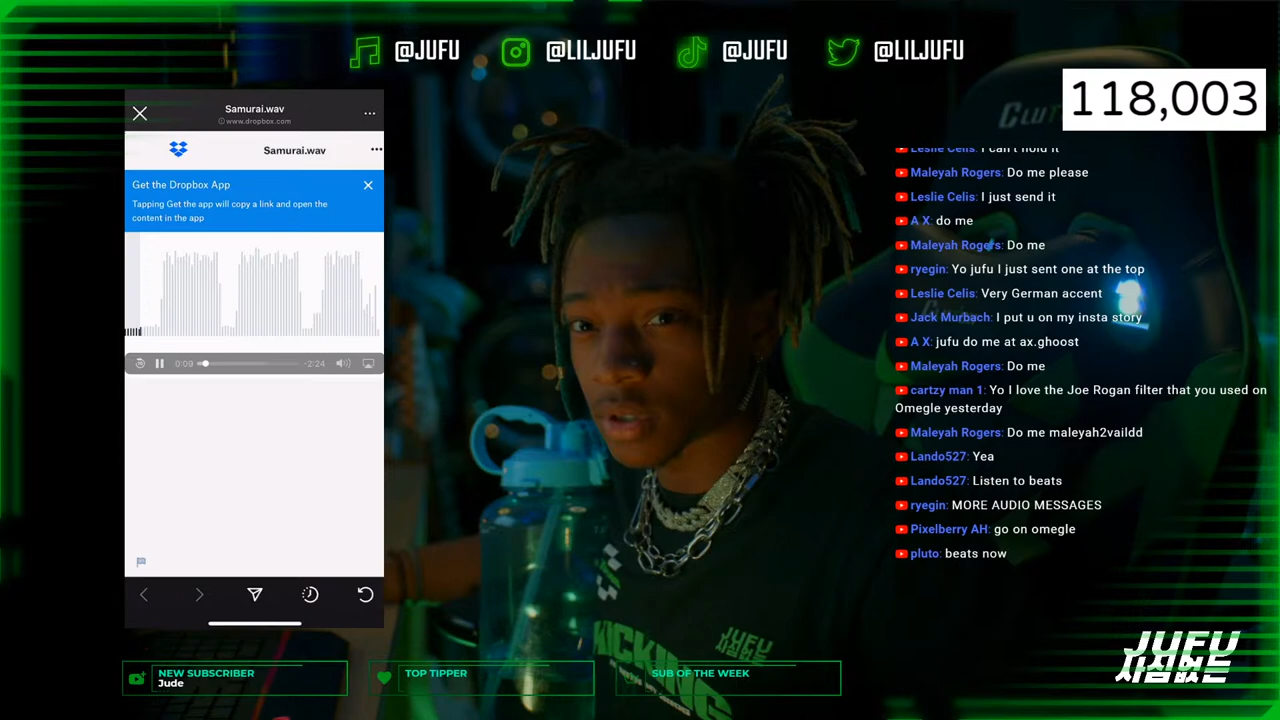 @JUFU
@LILJUFU
@JUFU
@LILJUFU
118,003
Samurai.wav
www.dropbox.com
Samurai.wav
Get the Dropbox App
Tapping Get the app will copy a link and open the
content in the app
0:09
-2:24
Leslie Celis: I can't hold it
Maleyah Rogers: Do me please
Leslie Celis: I just send it
A X: do me
Maleyah Rogers: Do me
ryegin: Yo jufu I just sent one at the top
Leslie Celis: Very German accent
Jack Murbach: I put u on my insta story
A X: jufu do me at ax.ghoost
Maleyah Rogers: Do me
cartzy man 1: Yo I love the Joe Rogan filter that you used on
Omegle yesterday
Maleyah Rogers: Do me maleyah2vaildd
Lando527: Yea
Lando527: Listen to beats
ryegin: MORE AUDIO MESSAGES
Pixelberry AH: go on omegle
pluto: beats now
KICKING
JUFU
JUFU
사심없는
NEW SUBSCRIBER
Jude
TOP TIPPER
SUB OF THE WEEK